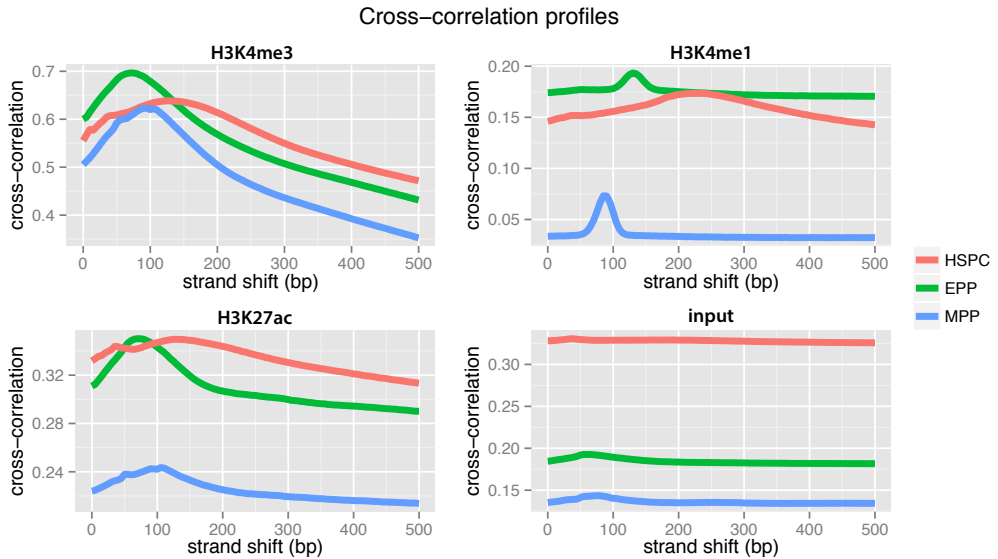 Cross−correlation profiles
H3K4me3
cross−correlation
0.7
0.6
0.5
0.4
0 100 200 300 400 500
strand shift (bp)
H3K4me1
cross−correlation
0.20
0.15
0.10
0.05
0 100 200 300 400 500
strand shift (bp)
H3K27ac
cross−correlation
0.32
0.28
0.24
0 100 200 300 400 500
strand shift (bp)
input
cross−correlation
0.30
0.25
0.20
0.15
0 100 200 300 400 500
strand shift (bp)
HSPC
EPP
MPP